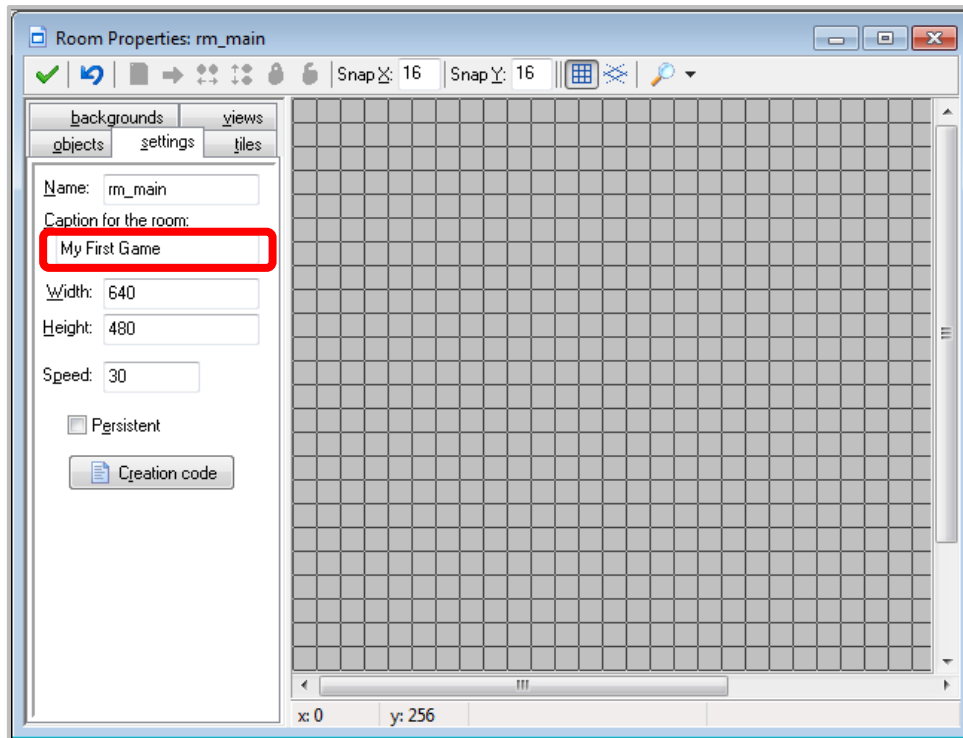 Room Properties: rm_main
Snap X: 16 Snap Y: 16
backgrounds views
objects settings tiles
Name: rm_main
Caption for the room:
My First Game
Width: 640
Height: 480
Speed: 30
Persistent
Creation code
x: 0 y: 256